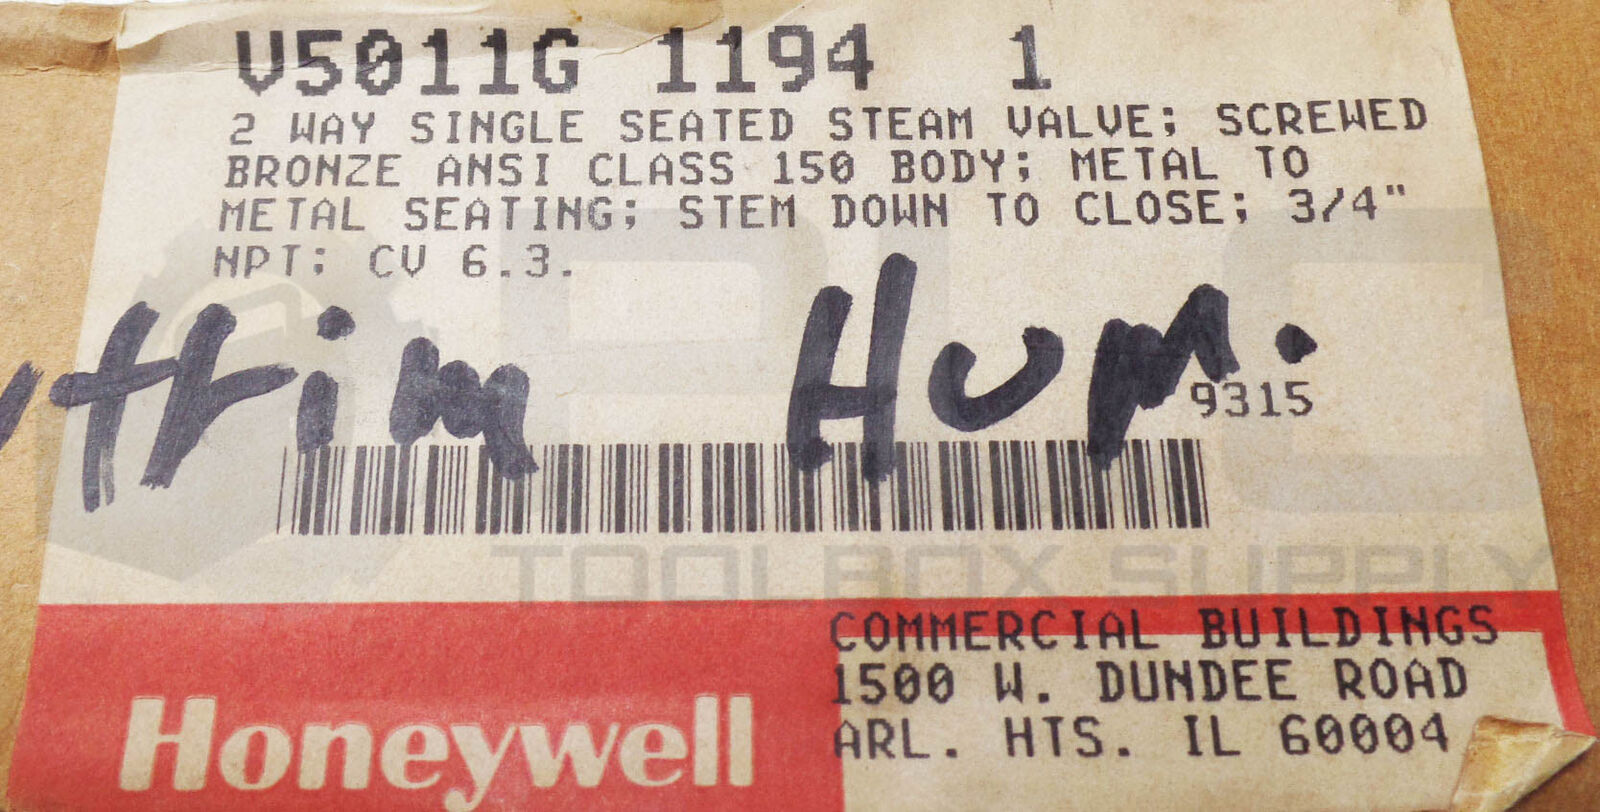 V5011G 1194 1
2 WAY SINGLE SEATED STEAM VALVE; SCREWED
BRONZE ANSI CLASS 150 BODY; METAL TO
METAL SEATING; STEM DOWN TO CLOSE; 3/4"
NPT; CV 6.3.
Hum.
9315
TOOLBOX SUPPLY
COMMERCIAL BUILDINGS
1500 W. DUNDEE ROAD
ARL. HTS. IL 60004
Honeywell